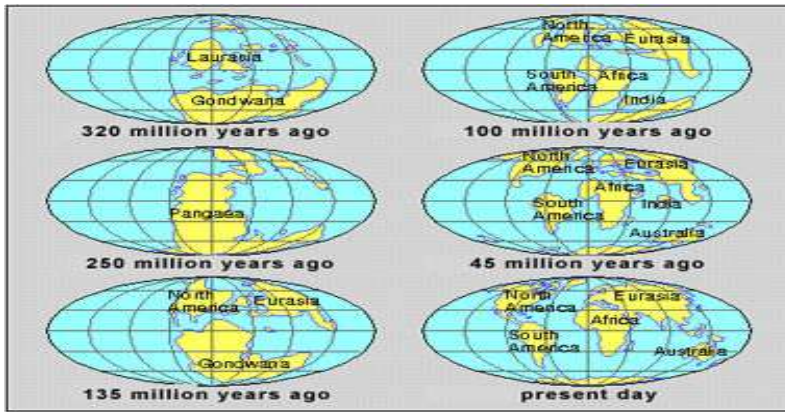 Laurasia
Gondwana
320 million years ago
North
America
Eurasia
South
America
Africa
India
100 million years ago
Pangaea
250 million years ago
North
America
Eurasia
Africa
South
America
India
Australia
45 million years ago
North
America
Eurasia
Gondwana
135 million years ago
North
America
Eurasia
Africa
South
America
Australia
present day